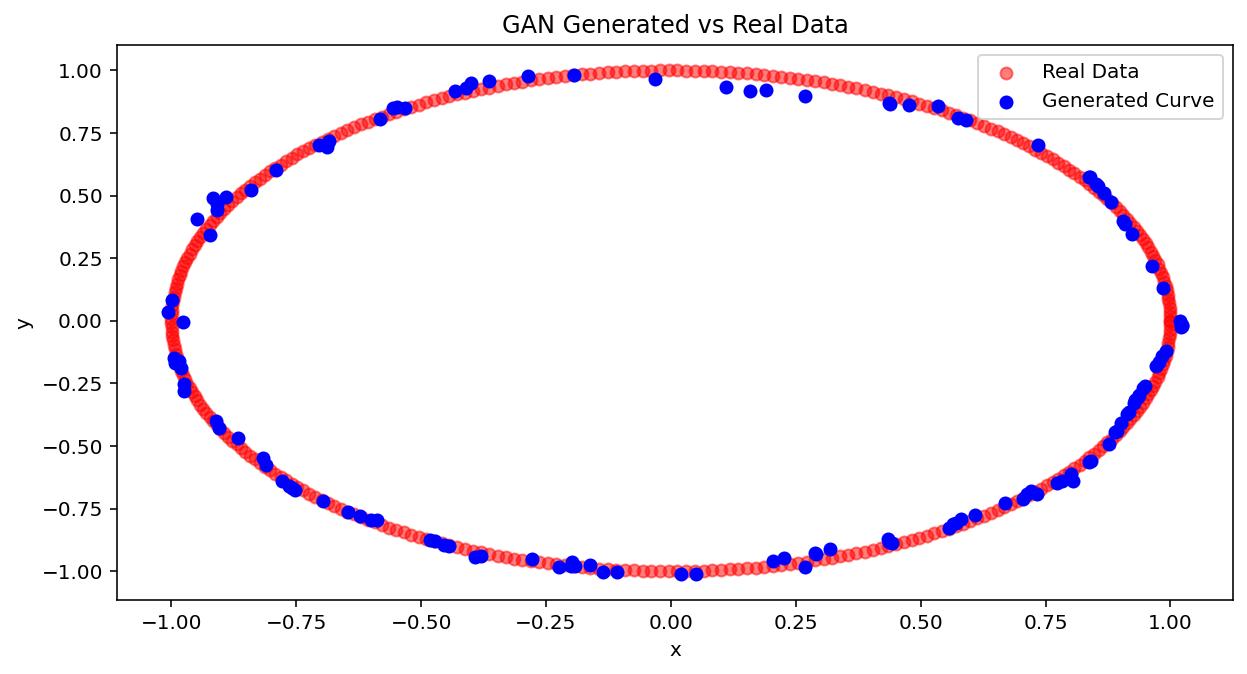 GAN Generated vs Real Data
Real Data
Generated Curve
1.00
0.75
0.50
0.25
0.00
−0.25
−0.50
−0.75
−1.00
y
−1.00 −0.75 −0.50 −0.25 0.00 0.25 0.50 0.75 1.00
x